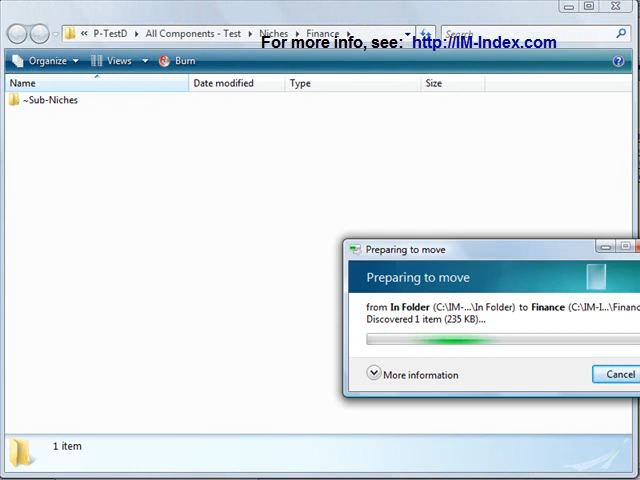 « P-TestD All Components - Test Niches Finance Search
For more info, see: http://IM-Index.com
Organize Views Burn
Name Date modified Type Size
~Sub-Niches
Preparing to move
Preparing to move
from In Folder (C:\IM-...\In Folder) to Finance (C:\IM-I...\Financ
Discovered 1 item (235 KB)...
More information Cancel
1 item